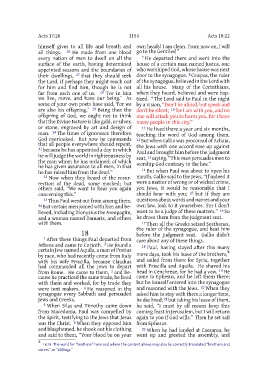 Acts 17:26
1154
Acts 18:22
himself gives to all life and breath and
all things. 26 He made from one blood
every nation of men to dwell on all the
surface of the earth, having determined
appointed seasons and the boundaries of
their dwellings, 27 that they should seek
the Lord, if perhaps they might reach out
for him and find him, though he is not
far from each one of us. 28 ‘For in him
we live, move, and have our being.’ As
some of your own poets have said, ‘For we
are also his offspring.’ 29 Being then the
offspring of God, we ought not to think
that the Divine Nature is like gold, or silver,
or stone, engraved by art and design of
man. 30 The times of ignorance therefore
God overlooked. But now he commands
that all people everywhere should repent,
31 because he has appointed a day in which
he will judge the world in righteousness by
the man whom he has ordained; of which
he has given assurance to all men, in that
he has raised him from the dead.”
32 Now when they heard of the resur-
rection of the dead, some mocked; but
others said, “We want to hear you again
concerning this.”
33 Thus Paul went out from among them.
34 But certain men joined with him and be-
lieved, including Dionysius the Areopagite,
and a woman named Damaris, and others
with them.
18
1 After these things Paul departed from
Athens and came to Corinth. 2 He found a
certain Jew named Aquila, a man of Pontus
by race, who had recently come from Italy
with his wife Priscilla, because Claudius
had commanded all the Jews to depart
from Rome. He came to them, 3 and be-
cause he practiced the same trade, he lived
with them and worked, for by trade they
were tent makers. 4 He reasoned in the
synagogue every Sabbath and persuaded
Jews and Greeks.
5 When Silas and Timothy came down
from Macedonia, Paul was compelled by
the Spirit, testifying to the Jews that Jesus
was the Christ. 6 When they opposed him
and blasphemed, he shook out his clothing
and said to them, “Your blood be on your
own heads! I am clean. From now on, I will
go to the Gentiles!”
7 He departed there and went into the
house of a certain man named Justus, one
who worshiped God, whose house was next
door to the synagogue. 8 Crispus, the ruler
of the synagogue, believed in the Lord with
all his house. Many of the Corinthians,
when they heard, believed and were bap-
tized. 9 The Lord said to Paul in the night
by a vision, “Don’t be afraid, but speak and
don’t be silent; 10 for I am with you, and no
one will attack you to harm you, for I have
many people in this city.”
11 He lived there a year and six months,
teaching the word of God among them.
12 But when Gallio was proconsul of Achaia,
the Jews with one accord rose up against
Paul and brought him before the judgment
seat, 13 saying, “This man persuades men to
worship God contrary to the law.”
14 But when Paul was about to open his
mouth, Gallio said to the Jews, “If indeed it
were a matter of wrong or of wicked crime,
you Jews, it would be reasonable that I
should bear with you; 15 but if they are
questions about words and names and your
own law, look to it yourselves. For I don’t
want to be a judge of these matters.” 16 So
he drove them from the judgment seat.
17 Then all the Greeks seized Sosthenes,
the ruler of the synagogue, and beat him
before the judgment seat. Gallio didn’t
care about any of these things.
18 Paul, having stayed after this many
more days, took his leave of the brothers,*
and sailed from there for Syria, together
with Priscilla and Aquila. He shaved his
head in Cenchreae, for he had a vow. 19 He
came to Ephesus, and he left them there;
but he himself entered into the synagogue
and reasoned with the Jews. 20 When they
asked him to stay with them a longer time,
he declined; 21 but taking his leave of them,
he said, “I must by all means keep this
coming feast in Jerusalem, but I will return
again to you if God wills.” Then he set sail
from Ephesus.
22 When he had landed at Caesarea, he
went up and greeted the assembly, and
* 18:18 The word for “brothers” here and where the context allows may also be correctly translated “brothers and
sisters” or “siblings.”